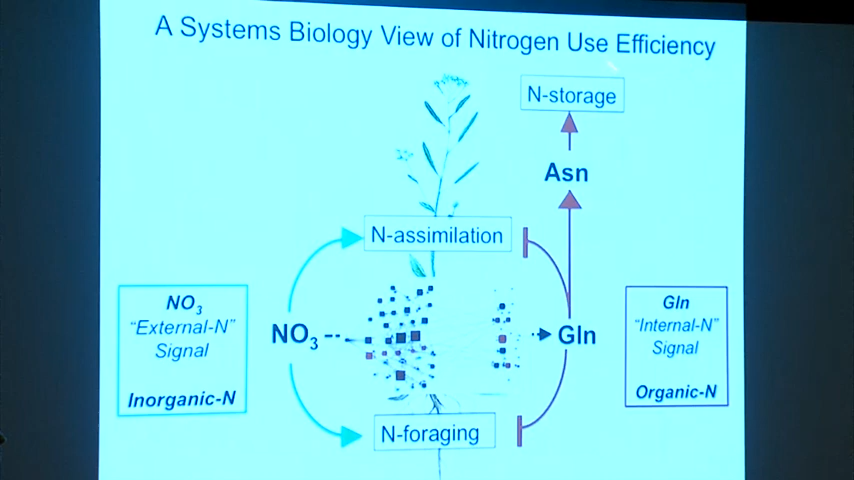 A Systems Biology View of Nitrogen Use Efficiency
N-storage
Asn
N-assimilation
NO3
"External-N"
Signal
Inorganic-N
NO3
Gln
Gln
"Internal-N"
Signal
Organic-N
N-foraging